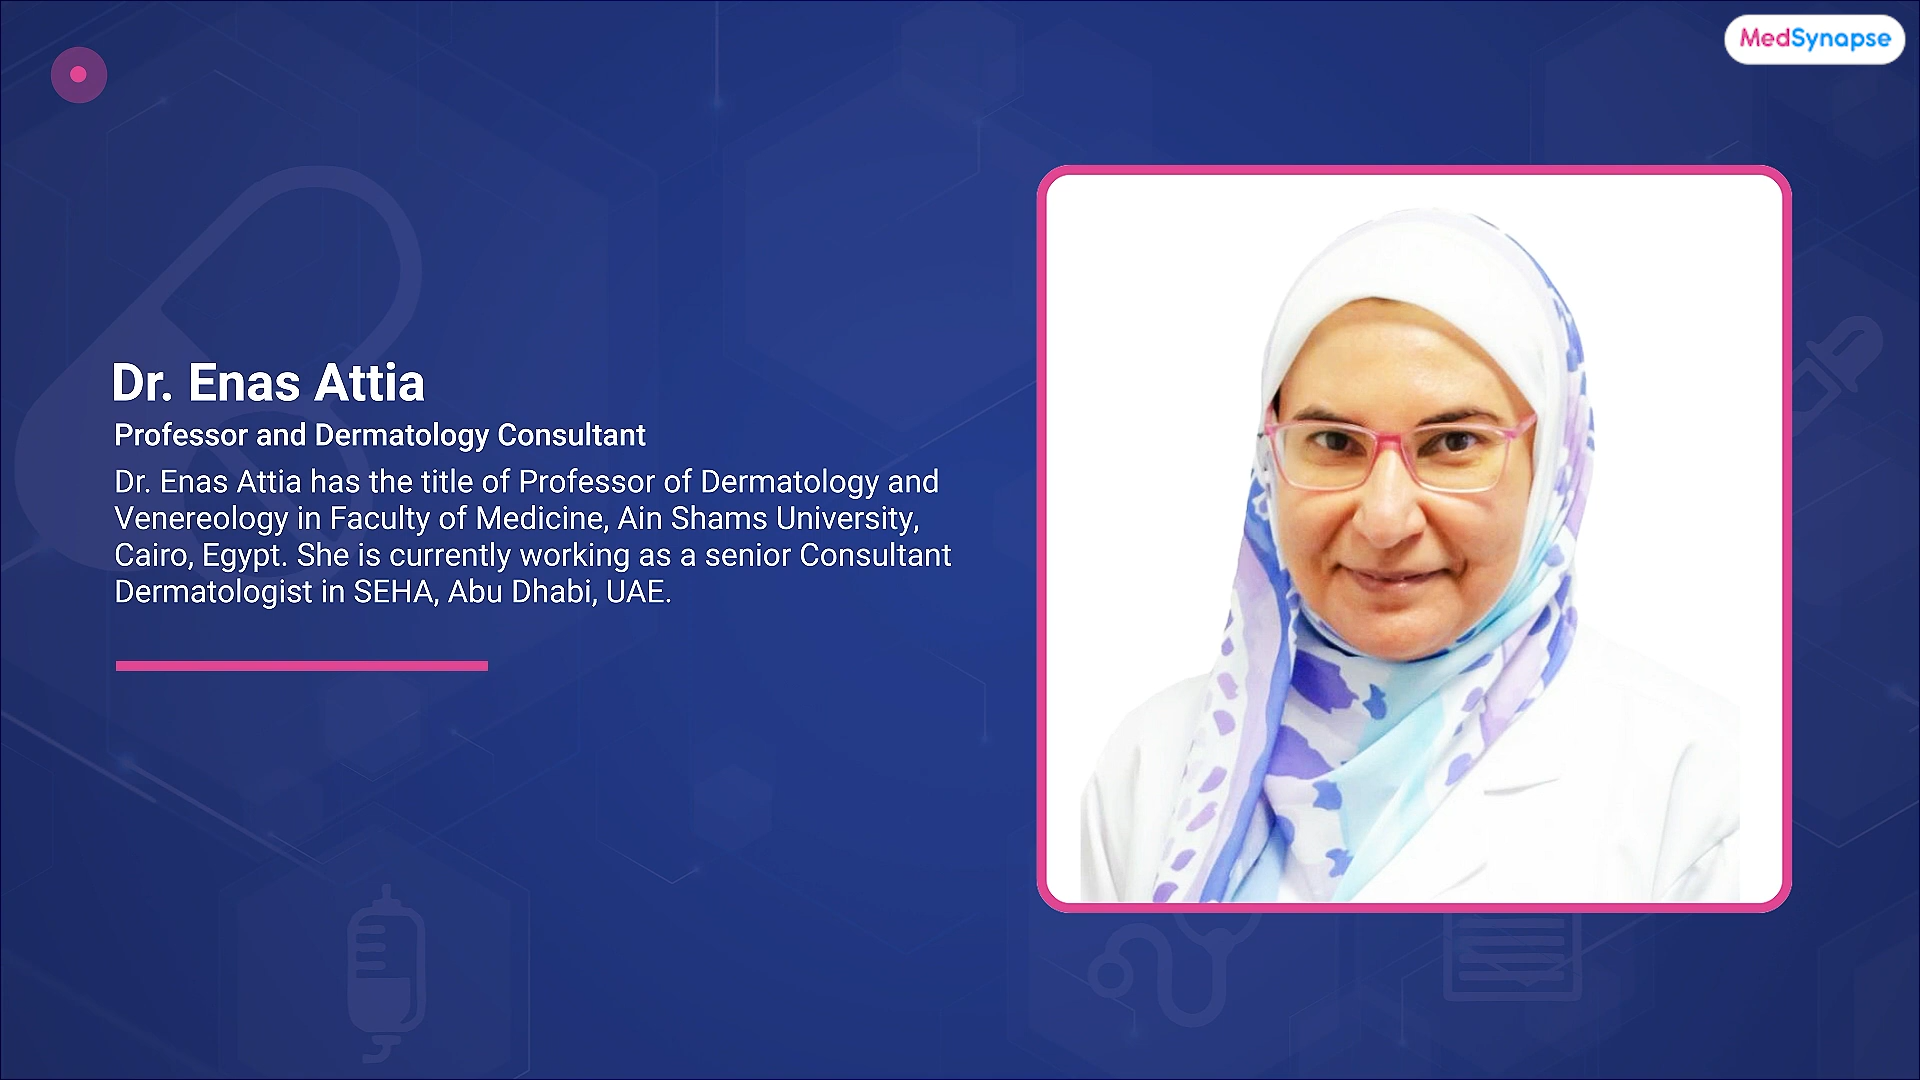 MedSynapse
Dr. Enas Attia
Professor and Dermatology Consultant
Dr. Enas Attia has the title of Professor of Dermatology and
Venereology in Faculty of Medicine, Ain Shams University,
Cairo, Egypt. She is currently working as a senior Consultant
Dermatologist in SEHA, Abu Dhabi, UAE.